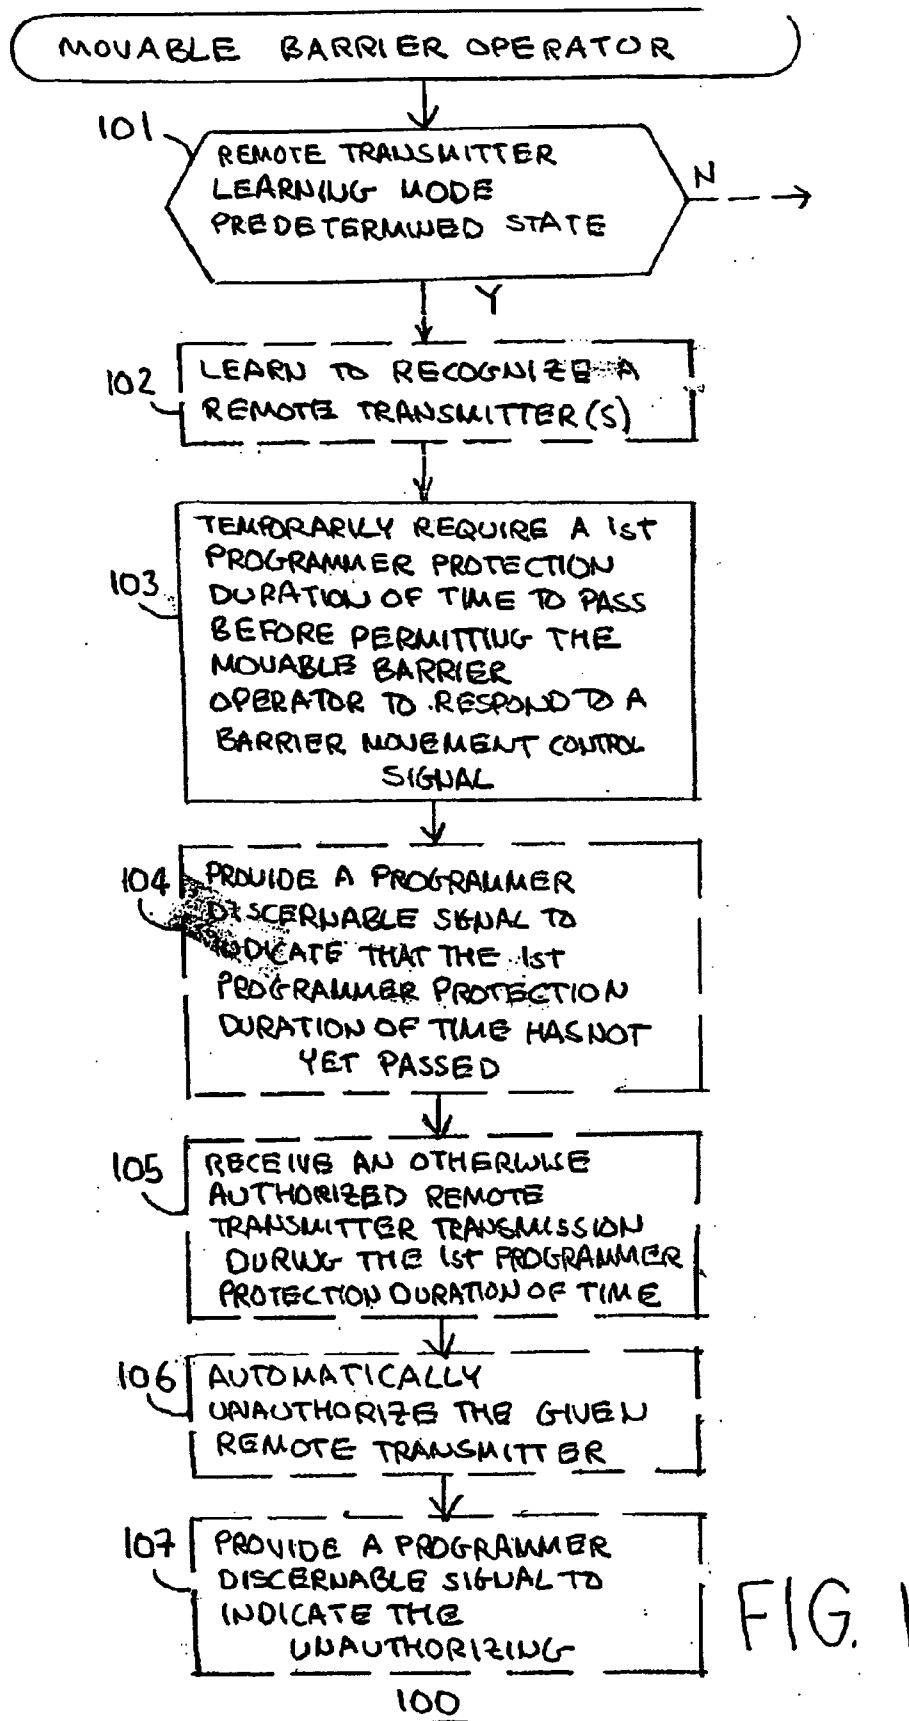 MOVABLE BARRIER OPERATOR
101
REMOTE TRANSMITTER
LEARNING MODE
PREDETERMINED STATE
N
Y
102
LEARN TO RECOGNIZE A
REMOTE TRANSMITTER(S)
103
TEMPORARILY REQUIRE A 1ST
PROGRAMMER PROTECTION
DURATION OF TIME TO PASS
BEFORE PERMITTING THE
MOVABLE BARRIER
OPERATOR TO RESPOND TO A
BARRIER MOVEMENT CONTROL
SIGNAL
104
PROVIDE A PROGRAMMER
DISCERNABLE SIGNAL TO
INDICATE THAT THE 1ST
PROGRAMMER PROTECTION
DURATION OF TIME HAS NOT
YET PASSED
105
RECEIVE AN OTHERWISE
AUTHORIZED REMOTE
TRANSMITTER TRANSMISSION
DURING THE 1ST PROGRAMMER
PROTECTION DURATION OF TIME
106
AUTOMATICALLY
UNAUTHORIZE THE GIVEN
REMOTE TRANSMITTER
107
PROVIDE A PROGRAMMER
DISCERNABLE SIGNAL TO
INDICATE THE
UNAUTHORIZING
FIG. 1
100